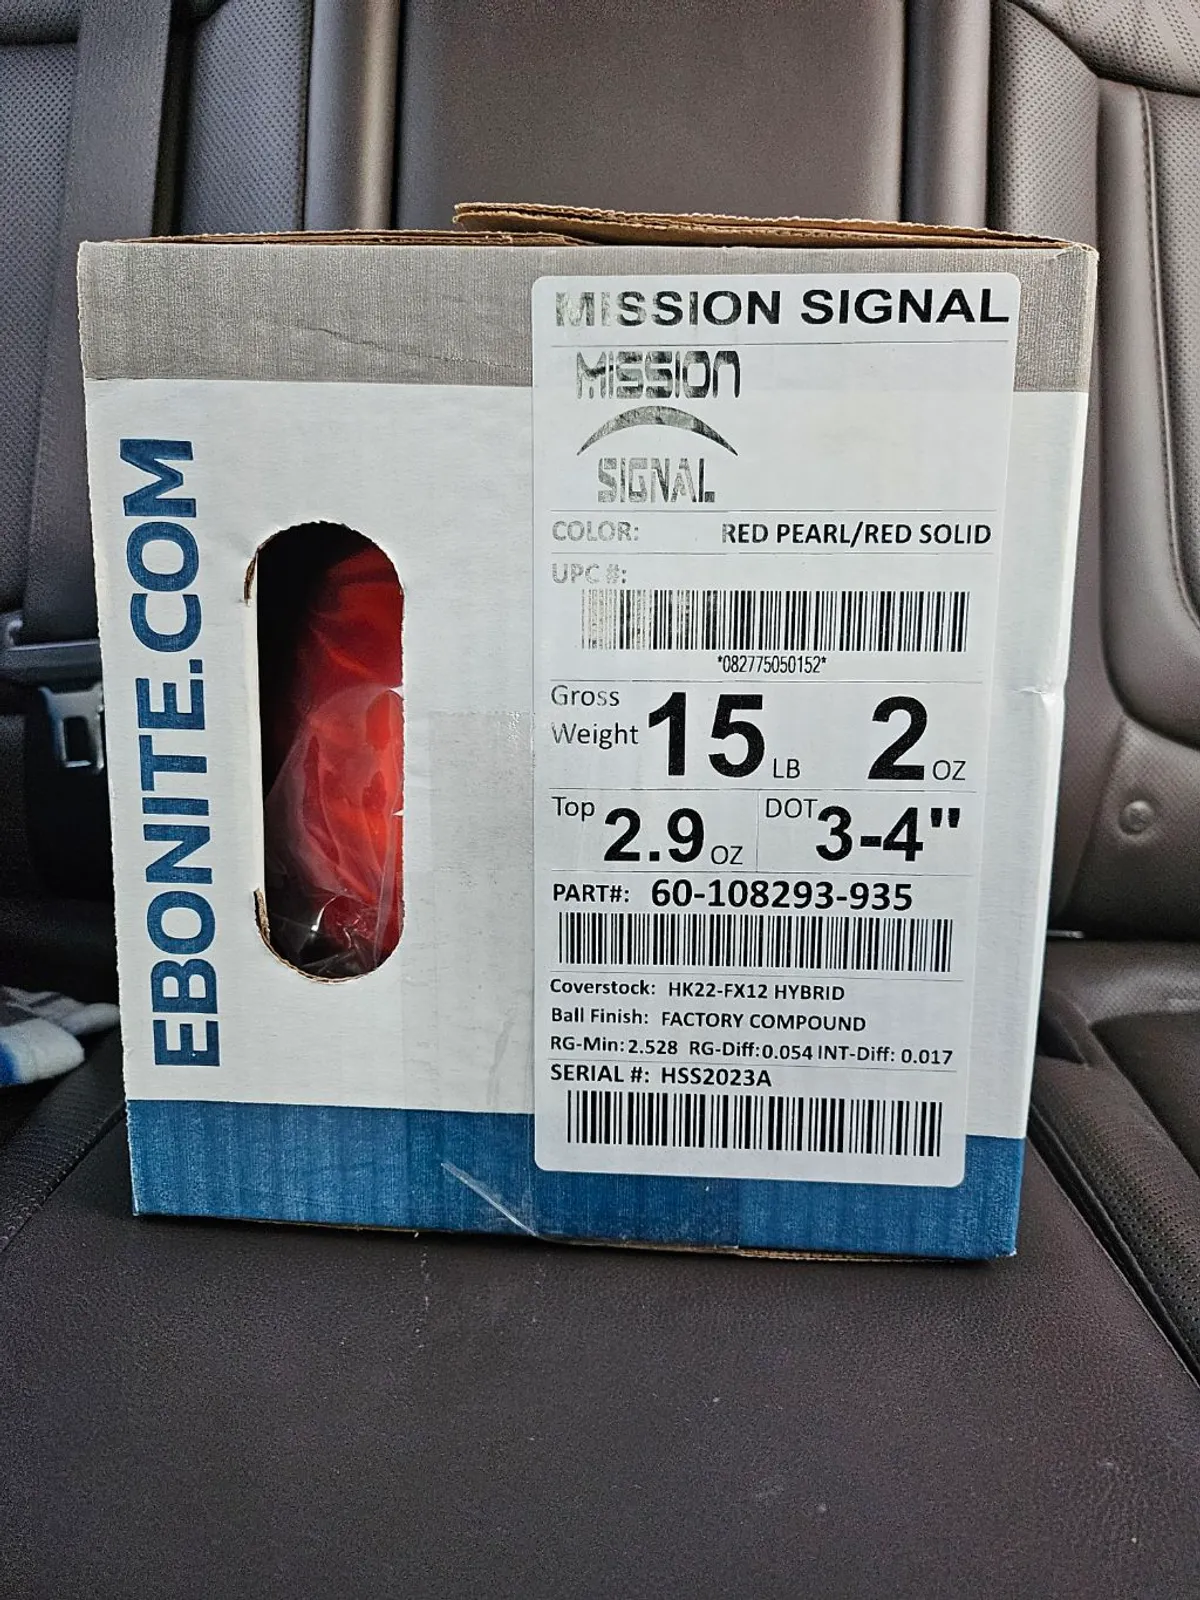 EBONITE.COM
MISSION SIGNAL
MISSION
SIGNAL
COLOR: RED PEARL/RED SOLID
UPC #:
*082775050152*
Gross Weight 15 LB 2 OZ
Top 2.9 OZ DOT 3-4"
PART#: 60-108293-935
Coverstock: HK22-FX12 HYBRID
Ball Finish: FACTORY COMPOUND
RG-Min: 2.528 RG-Diff: 0.054 INT-Diff: 0.017
SERIAL #: HSS2023A